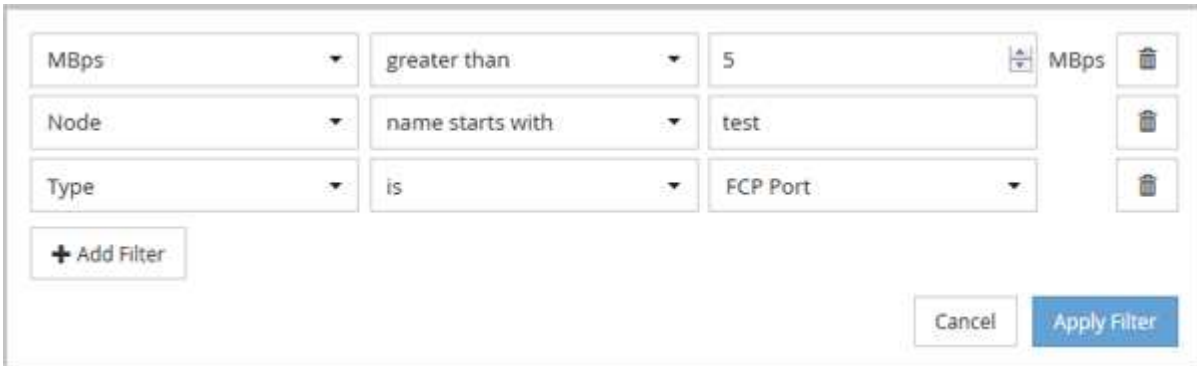 MBps greater than 5 MBps
Node name starts with test
Type is FCP Port
Add Filter
Cancel Apply Filter